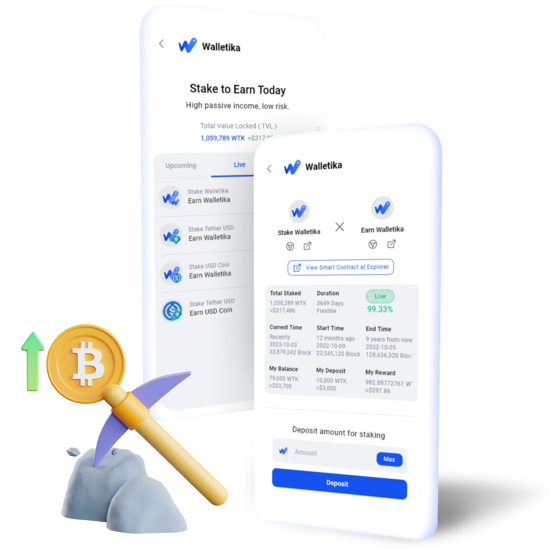 Walletika
Stake to Earn Today
High passive income, low risk.
Total Value Locked ( TVL )
1,059,789 WTK ≈$317,
Upcoming Live
Stake Walletika
Earn Walletika
Stake Tether USD
Earn Walletika
Stake USD Coin
Earn Walletika
Stake Tether USD
Earn USD Coin
Walletika
Stake Walletika
Earn Walletika
View Smart Contract at Explorer
Total Staked Duration Live
1,058,289 WTK 3649 Days 99.33%
≈$317,486 Flexible
Current Time Start Time End Time
Recently 12 months ago 9 years from now
2023-10-03 2022-10-09 2032-10-05
33,879,242 Block 23,545,120 Block 128,636,320 Bloc
My Balance My Deposit My Reward
79,000 WTK 10,000 WTK 992.89772761 W
≈$23,700 ≈$3,000 ≈$297.86
Deposit amount for staking
Amount Max
Deposit